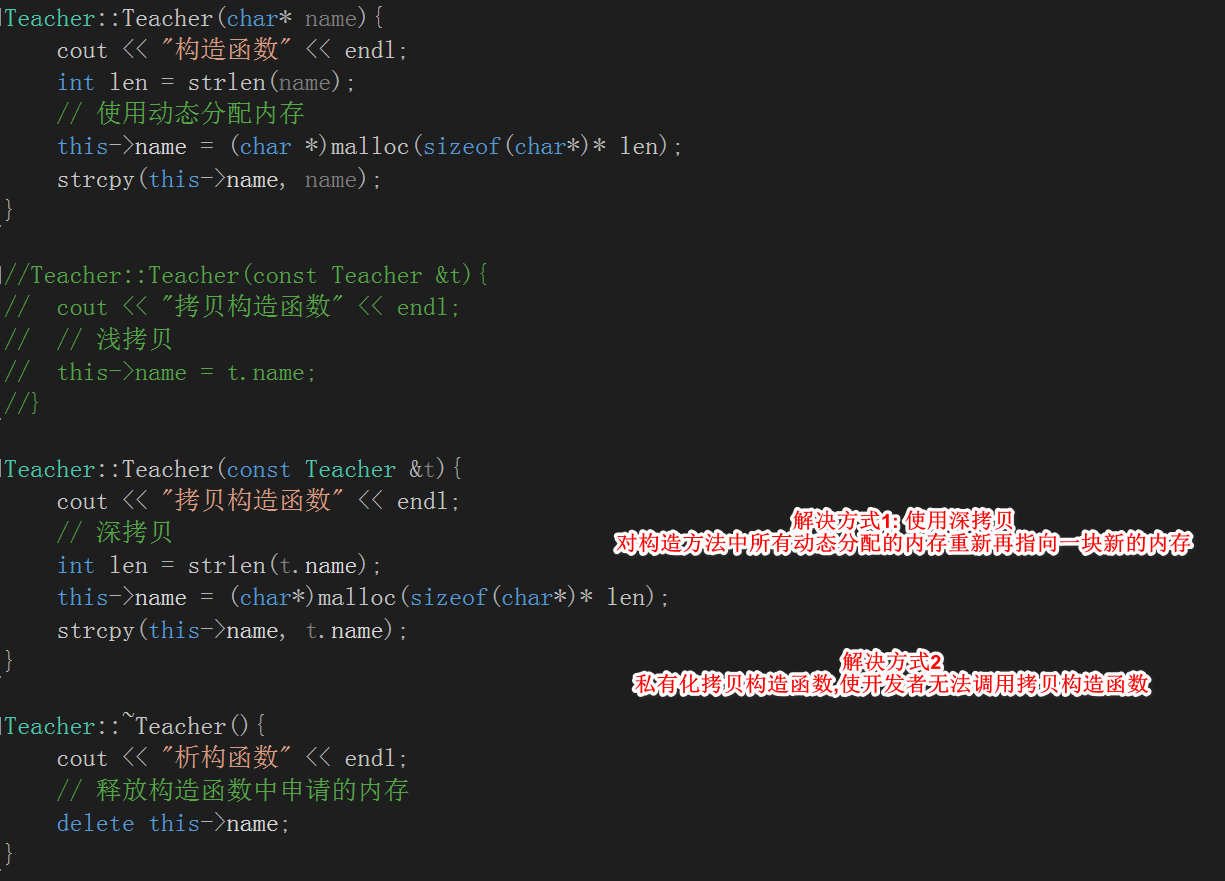 Teacher::Teacher(char* name){
    cout << "构造函数" << endl;
    int len = strlen(name);
    // 使用动态分配内存
    this->name = (char *)malloc(sizeof(char*)* len);
    strcpy(this->name, name);
}
//Teacher::Teacher(const Teacher &t){
//  cout << "拷贝构造函数" << endl;
//  // 浅拷贝
//  this->name = t.name;
//}
Teacher::Teacher(const Teacher &t){
    cout << "拷贝构造函数" << endl;
    // 深拷贝
    int len = strlen(t.name);
    this->name = (char*)malloc(sizeof(char*)* len);
    strcpy(this->name, t.name);
}
解决方式1: 使用深拷贝
对构造方法中所有动态分配的内存重新再指向一块新的内存
解决方式2
私有化拷贝构造函数,使开发者无法调用拷贝构造函数
Teacher::~Teacher(){
    cout << "析构函数" << endl;
    // 释放构造函数中申请的内存
    delete this->name;
}